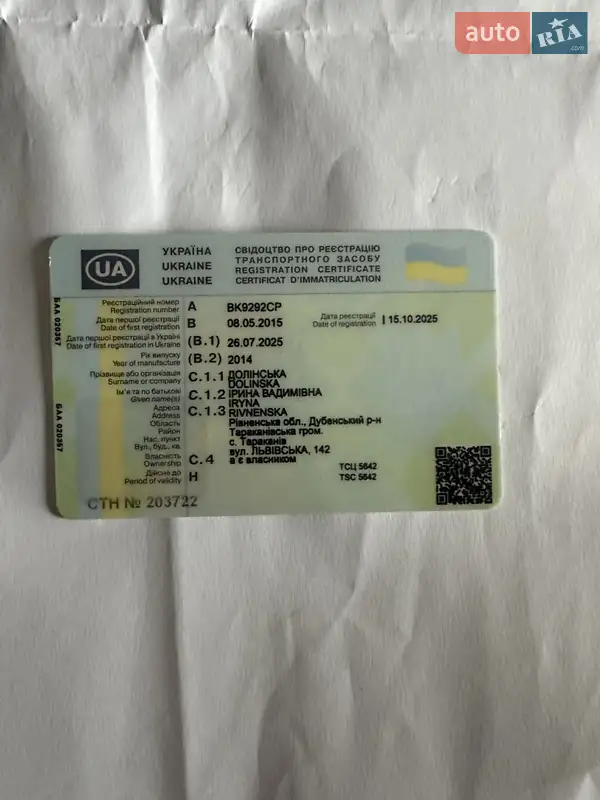 auto RIA .com
УКРАЇНА
UKRAINE
UKRAINE
СВІДОЦТВО ПРО РЕЄСТРАЦІЮ
ТРАНСПОРТНОГО ЗАСОБУ
REGISTRATION CERTIFICATE
CERTIFICAT D'IMMATRICULATION
UA
БАА 020357
БАА 020357
Реєстраційний номер
Registration number
A BK9292CP
Дата першої реєстрації
Date of first registration
B 08.05.2015
Дата реєстрації
Date of registration
I 15.10.2025
Дата першої реєстрації в Україні
Date of first registration in Ukraine
(B.1) 26.07.2025
Рік випуску
Year of manufacture
(B.2) 2014
Прізвище або організація
Surname or company
C.1.1 ДОЛІНСЬКА
DOLINSKA
Ім'я та по батькові
Given name(s)
C.1.2 ІРИНА ВАДИМІВНА
IRYNA
Адреса
Address
C.1.3 RIVNENSKA
Область
Район
Нас. пункт
Вул., буд., кв.
Рівненська обл., Дубенський р-н
Тараканівська гром.
с. Тараканів
вул. ЛЬВІВСЬКА, 142
Власність
Ownership
C.4 а є власником
Дійсне до
Period of validity
H
ТСЦ 5642
TSC 5642
СТН № 203722